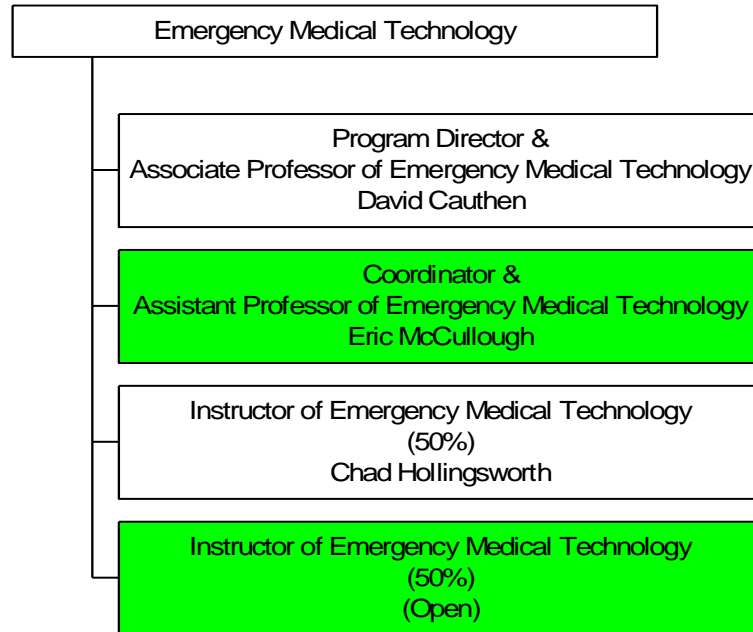 Emergency Medical Technology
Program Director &
Associate Professor of Emergency Medical Technology
David Cauthen
Coordinator &
Assistant Professor of Emergency Medical Technology
Eric McCullough
Instructor of Emergency Medical Technology
(50%)
Chad Hollingsworth
Instructor of Emergency Medical Technology
(50%)
(Open)